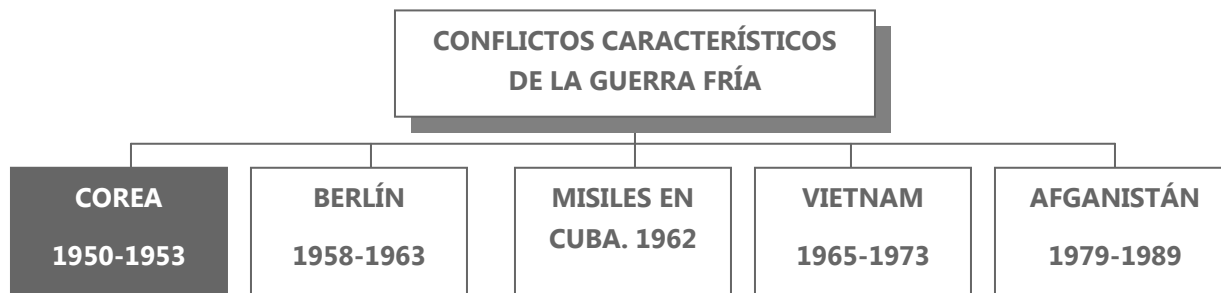 CONFLICTOS CARACTERÍSTICOS
DE LA GUERRA FRÍA
COREA
1950-1953
BERLÍN
1958-1963
MISILES EN
CUBA. 1962
VIETNAM
1965-1973
AFGANISTÁN
1979-1989